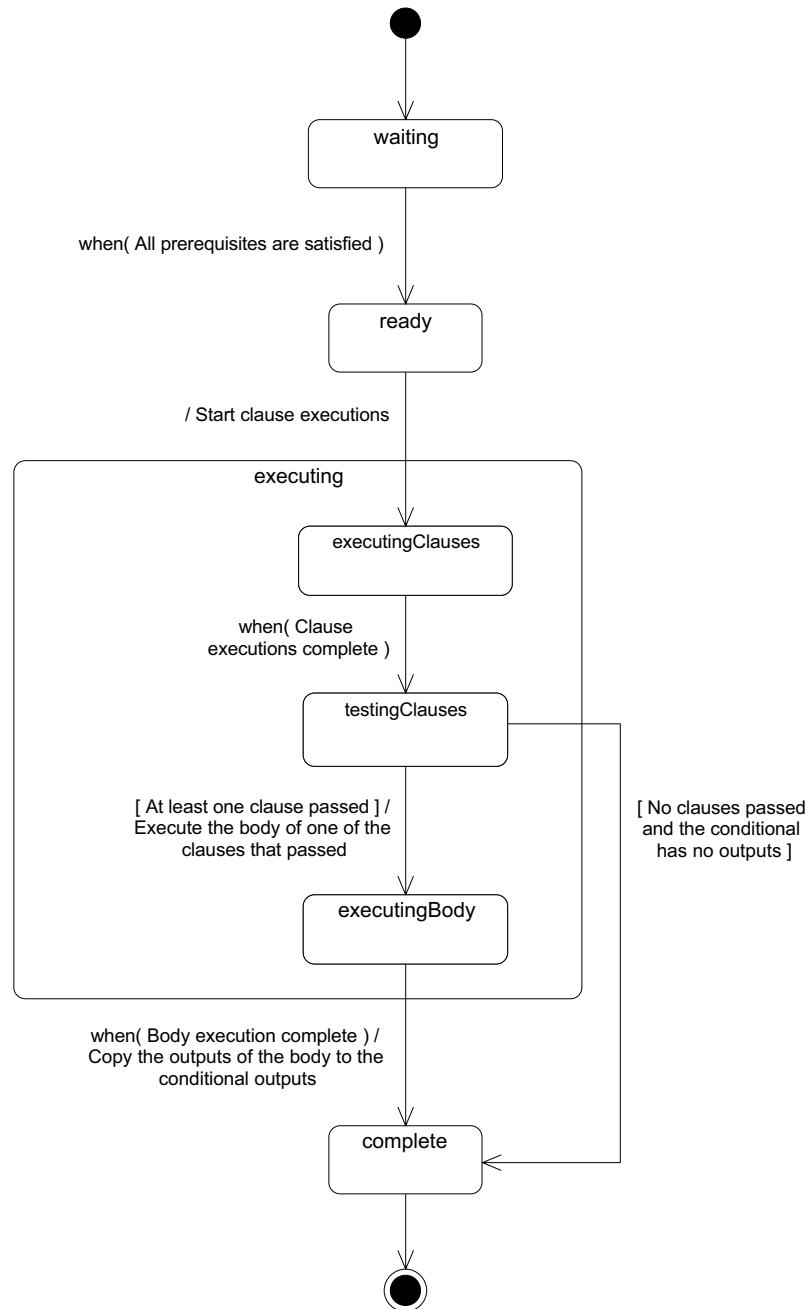 waiting
when( All prerequisites are satisfied )
ready
/ Start clause executions
executing
executingClauses
when( Clause
executions complete )
testingClauses
[ At least one clause passed ] /
Execute the body of one of the
clauses that passed
[ No clauses passed
and the conditional
has no outputs ]
executingBody
when( Body execution complete ) /
Copy the outputs of the body to the
conditional outputs
complete